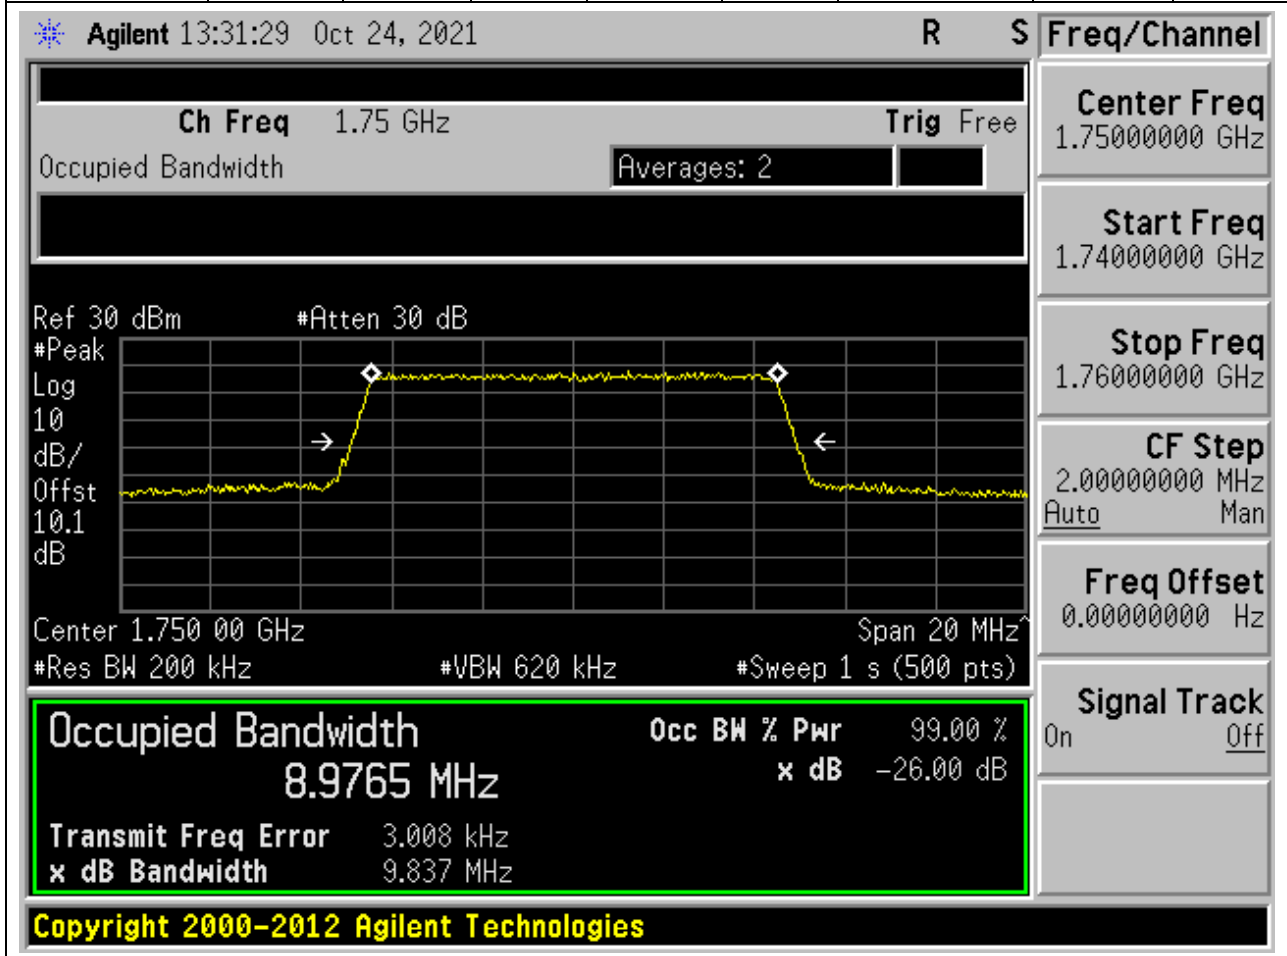 Agilent 13:31:29 Oct 24, 2021 R S
Freq/Channel
Ch Freq 1.75 GHz Trig Free
Occupied Bandwidth Averages: 2
Center Freq
1.75000000 GHz
Start Freq
1.74000000 GHz
Stop Freq
1.76000000 GHz
CF Step
2.00000000 MHz
Auto Man
Freq Offset
0.00000000 Hz
Signal Track
On Off
Ref 30 dBm #Atten 30 dB
#Peak
Log
10
dB/
Offst
10.1
dB
Center 1.750 00 GHz Span 20 MHz^
#Res BW 200 kHz #VBW 620 kHz #Sweep 1 s (500 pts)
Occupied Bandwidth Occ BW % Pwr 99.00 %
8.9765 MHz x dB -26.00 dB
Transmit Freq Error 3.008 kHz
x dB Bandwidth 9.837 MHz
Copyright 2000-2012 Agilent Technologies